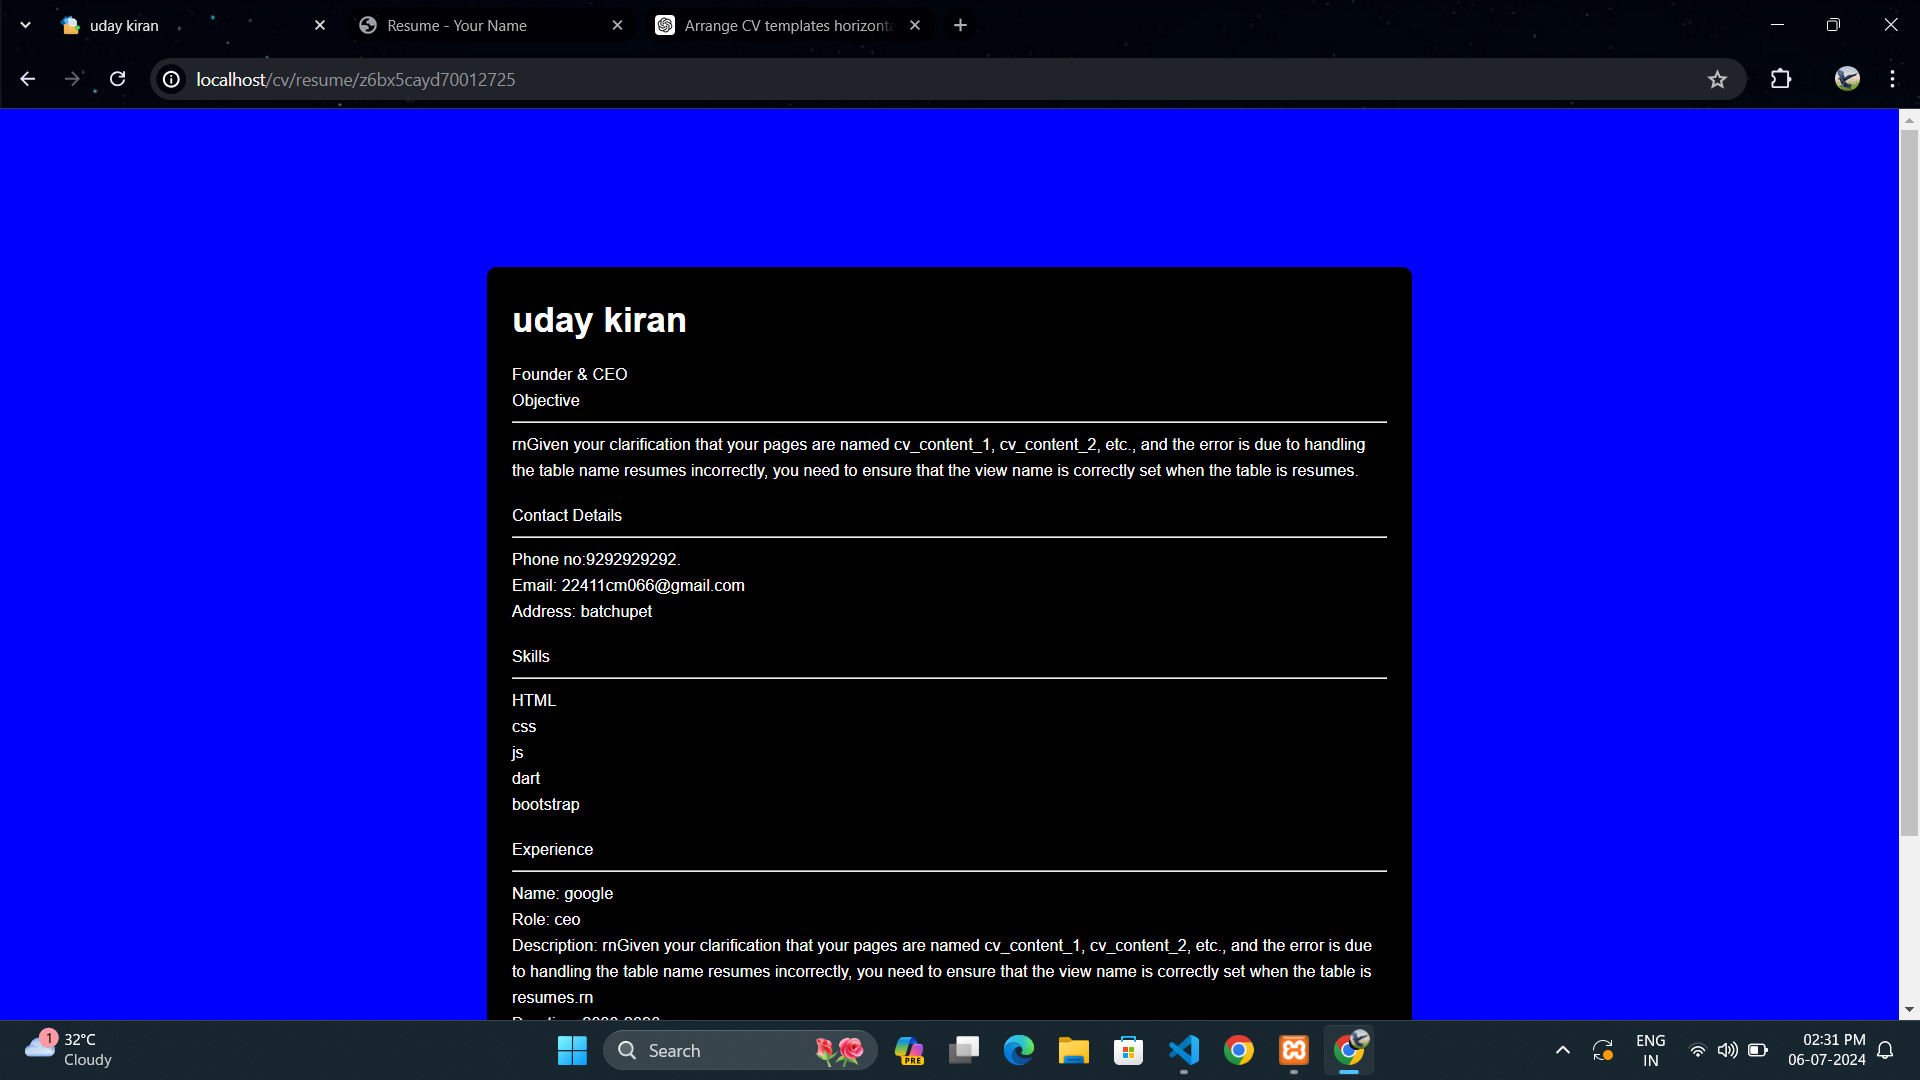 uday kiran
Resume - Your Name
Arrange CV templates horizonta
localhost/cv/resume/z6bx5cayd70012725
uday kiran
Founder & CEO
Objective
rnGiven your clarification that your pages are named cv_content_1, cv_content_2, etc., and the error is due to handling
the table name resumes incorrectly, you need to ensure that the view name is correctly set when the table is resumes.
Contact Details
Phone no:9292929292.
Email: 22411cm066@gmail.com
Address: batchupet
Skills
HTML
css
js
dart
bootstrap
Experience
Name: google
Role: ceo
Description: rnGiven your clarification that your pages are named cv_content_1, cv_content_2, etc., and the error is due
to handling the table name resumes incorrectly, you need to ensure that the view name is correctly set when the table is
resumes.rn
1
32°C
Cloudy
Search
PRE
ENG
IN
02:31 PM
06-07-2024